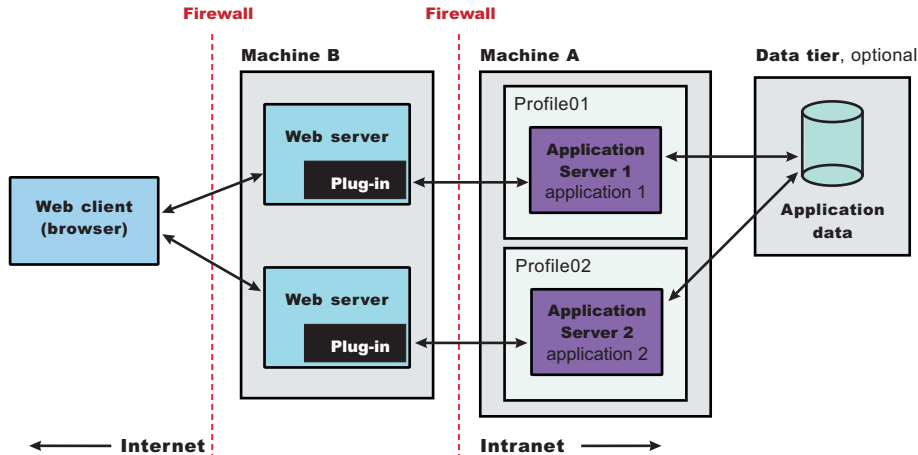 Firewall
Firewall
Machine B
Machine A
Data tier, optional
Web server
Plug-in
Profile01
Application
Server 1
application 1
Web client
(browser)
Application
data
Web server
Plug-in
Profile02
Application
Server 2
application 2
Internet
Intranet